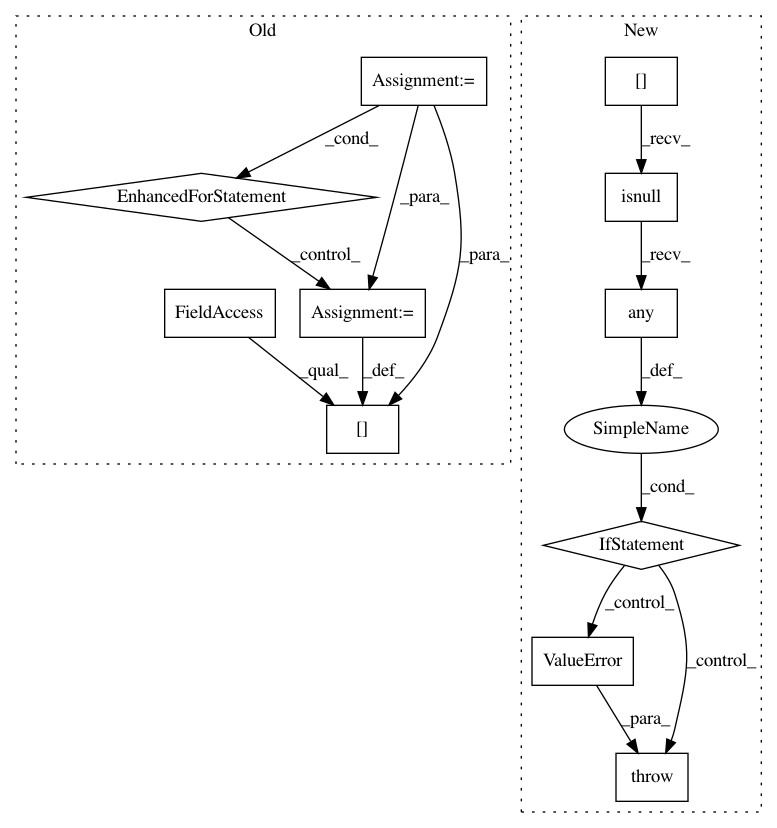 Old
New
Assignment:=
[]
_cond_
_recv_
EnhancedForStatement
isnull
_para_
_para_
_control_
_recv_
FieldAccess
Assignment:=
any
_qual_
_def_
_def_
[]
SimpleName
_cond_
IfStatement
_control_
ValueError
_control_
_para_
throw